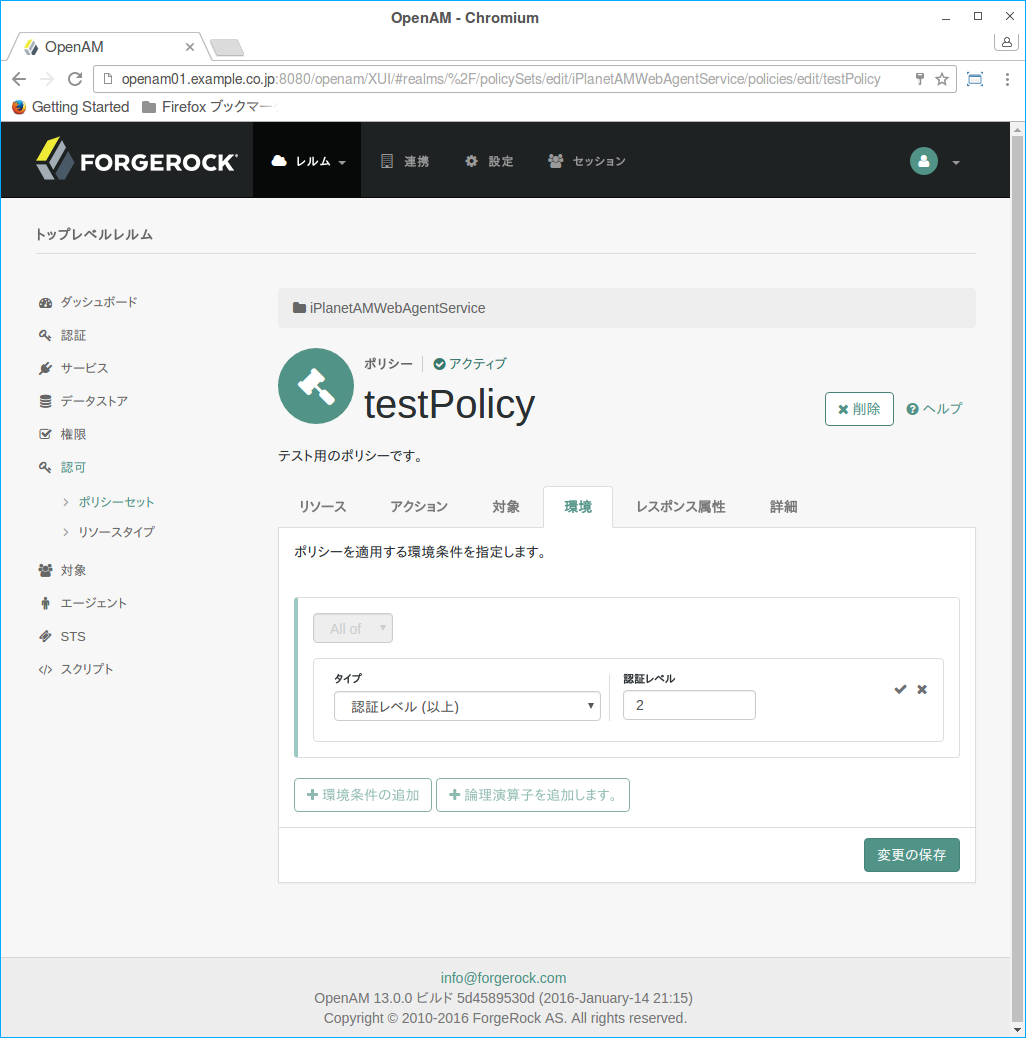 OpenAM - Chromium
OpenAM
openam01.example.co.jp:8080/openam/XUI/#realms/%2F/policySets/edit/iPlanetAMWebAgentService/policies/edit/testPolicy
Getting Started Firefox ブックマー
FORGEROCK レルム 連携 設定 セッション
トップレベルレルム
ダッシュボード
認証
サービス
データストア
権限
認可
ポリシーセット
リソースタイプ
対象
エージェント
STS
スクリプト
iPlanetAMWebAgentService
ポリシー アクティブ
testPolicy
削除 ヘルプ
テスト用のポリシーです。
リソース アクション 対象 環境 レスポンス属性 詳細
ポリシーを適用する環境条件を指定します。
All of
タイプ 認証レベル
認証レベル (以上) 2
環境条件の追加 論理演算子を追加します。
変更の保存
info@forgerock.com
OpenAM 13.0.0 ビルド 5d4589530d (2016-January-14 21:15)
Copyright © 2010-2016 ForgeRock AS. All rights reserved.